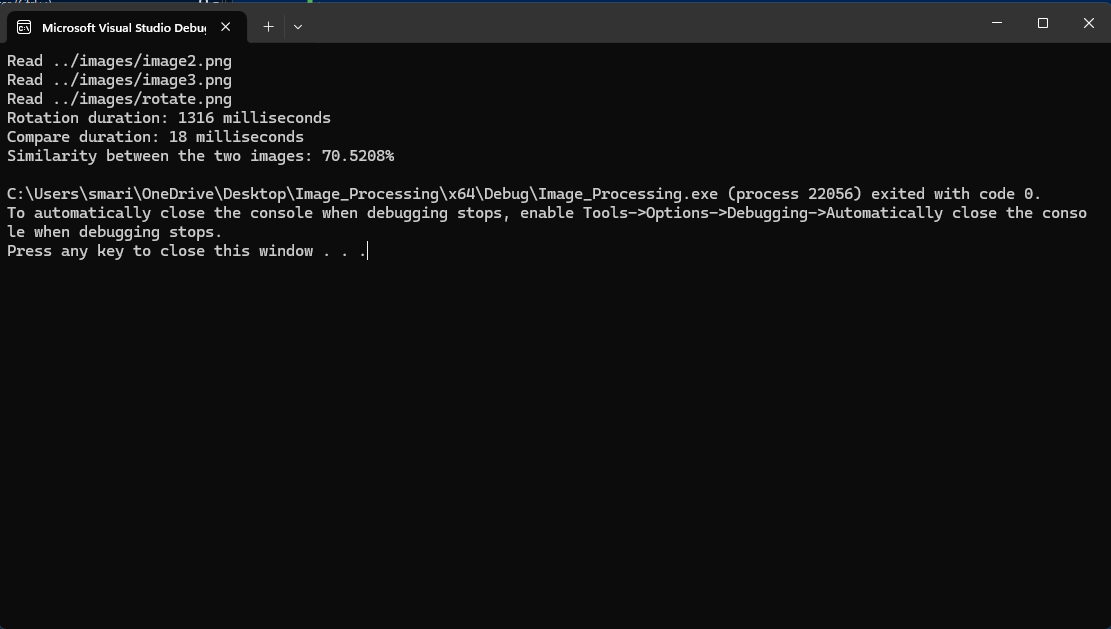 Microsoft Visual Studio Debug
Read ../images/image2.png
Read ../images/image3.png
Read ../images/rotate.png
Rotation duration: 1316 milliseconds
Compare duration: 18 milliseconds
Similarity between the two images: 70.5208%
C:\Users\smari\OneDrive\Desktop\Image_Processing\x64\Debug\Image_Processing.exe (process 22056) exited with code 0.
To automatically close the console when debugging stops, enable Tools->Options->Debugging->Automatically close the conso
le when debugging stops.
Press any key to close this window . . .